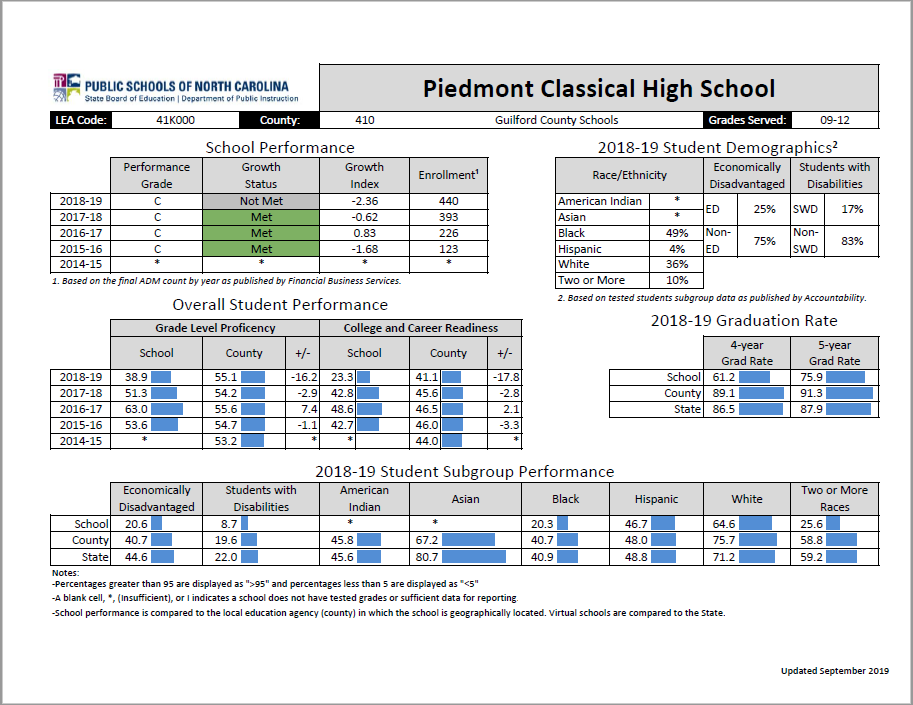 PUBLIC SCHOOLS OF NORTH CAROLINA
State Board of Education | Department of Public Instruction
Piedmont Classical High School
LEA Code: 41K000 County: 410 Guilford County Schools Grades Served: 09-12
School Performance
Performance Grade Growth Status Growth Index Enrollment¹
2018-19 C Not Met -2.36 440
2017-18 C Met -0.62 393
2016-17 C Met 0.83 226
2015-16 C Met -1.68 123
2014-15 * * * *
1. Based on the final ADM count by year as published by Financial Business Services.
2018-19 Student Demographics²
Race/Ethnicity Economically Disadvantaged Students with Disabilities
American Indian *
Asian *
Black 49%
Hispanic 4%
White 36%
Two or More 10%
ED 25% SWD 17%
Non-ED 75% Non-SWD 83%
2. Based on tested students subgroup data as published by Accountability.
Overall Student Performance
Grade Level Proficency College and Career Readiness
School County +/- School County +/-
2018-19 38.9 55.1 -16.2 23.3 41.1 -17.8
2017-18 51.3 54.2 -2.9 42.8 45.6 -2.8
2016-17 63.0 55.6 7.4 48.6 46.5 2.1
2015-16 53.6 54.7 -1.1 42.7 46.0 -3.3
2014-15 * 53.2 * * 44.0 *
2018-19 Graduation Rate
4-year Grad Rate 5-year Grad Rate
School 61.2 75.9
County 89.1 91.3
State 86.5 87.9
2018-19 Student Subgroup Performance
Economically Disadvantaged Students with Disabilities American Indian Asian Black Hispanic White Two or More Races
School 20.6 8.7 * * 20.3 46.7 64.6 25.6
County 40.7 19.6 45.8 67.2 40.7 48.0 75.7 58.8
State 44.6 22.0 45.6 80.7 40.9 48.8 71.2 59.2
Notes:
-Percentages greater than 95 are displayed as ">95" and percentages less than 5 are displayed as "<5"
-A blank cell, *, (Insufficient), or I indicates a school does not have tested grades or sufficient data for reporting.
-School performance is compared to the local education agency (county) in which the school is geographically located. Virtual schools are compared to the State.
Updated September 2019